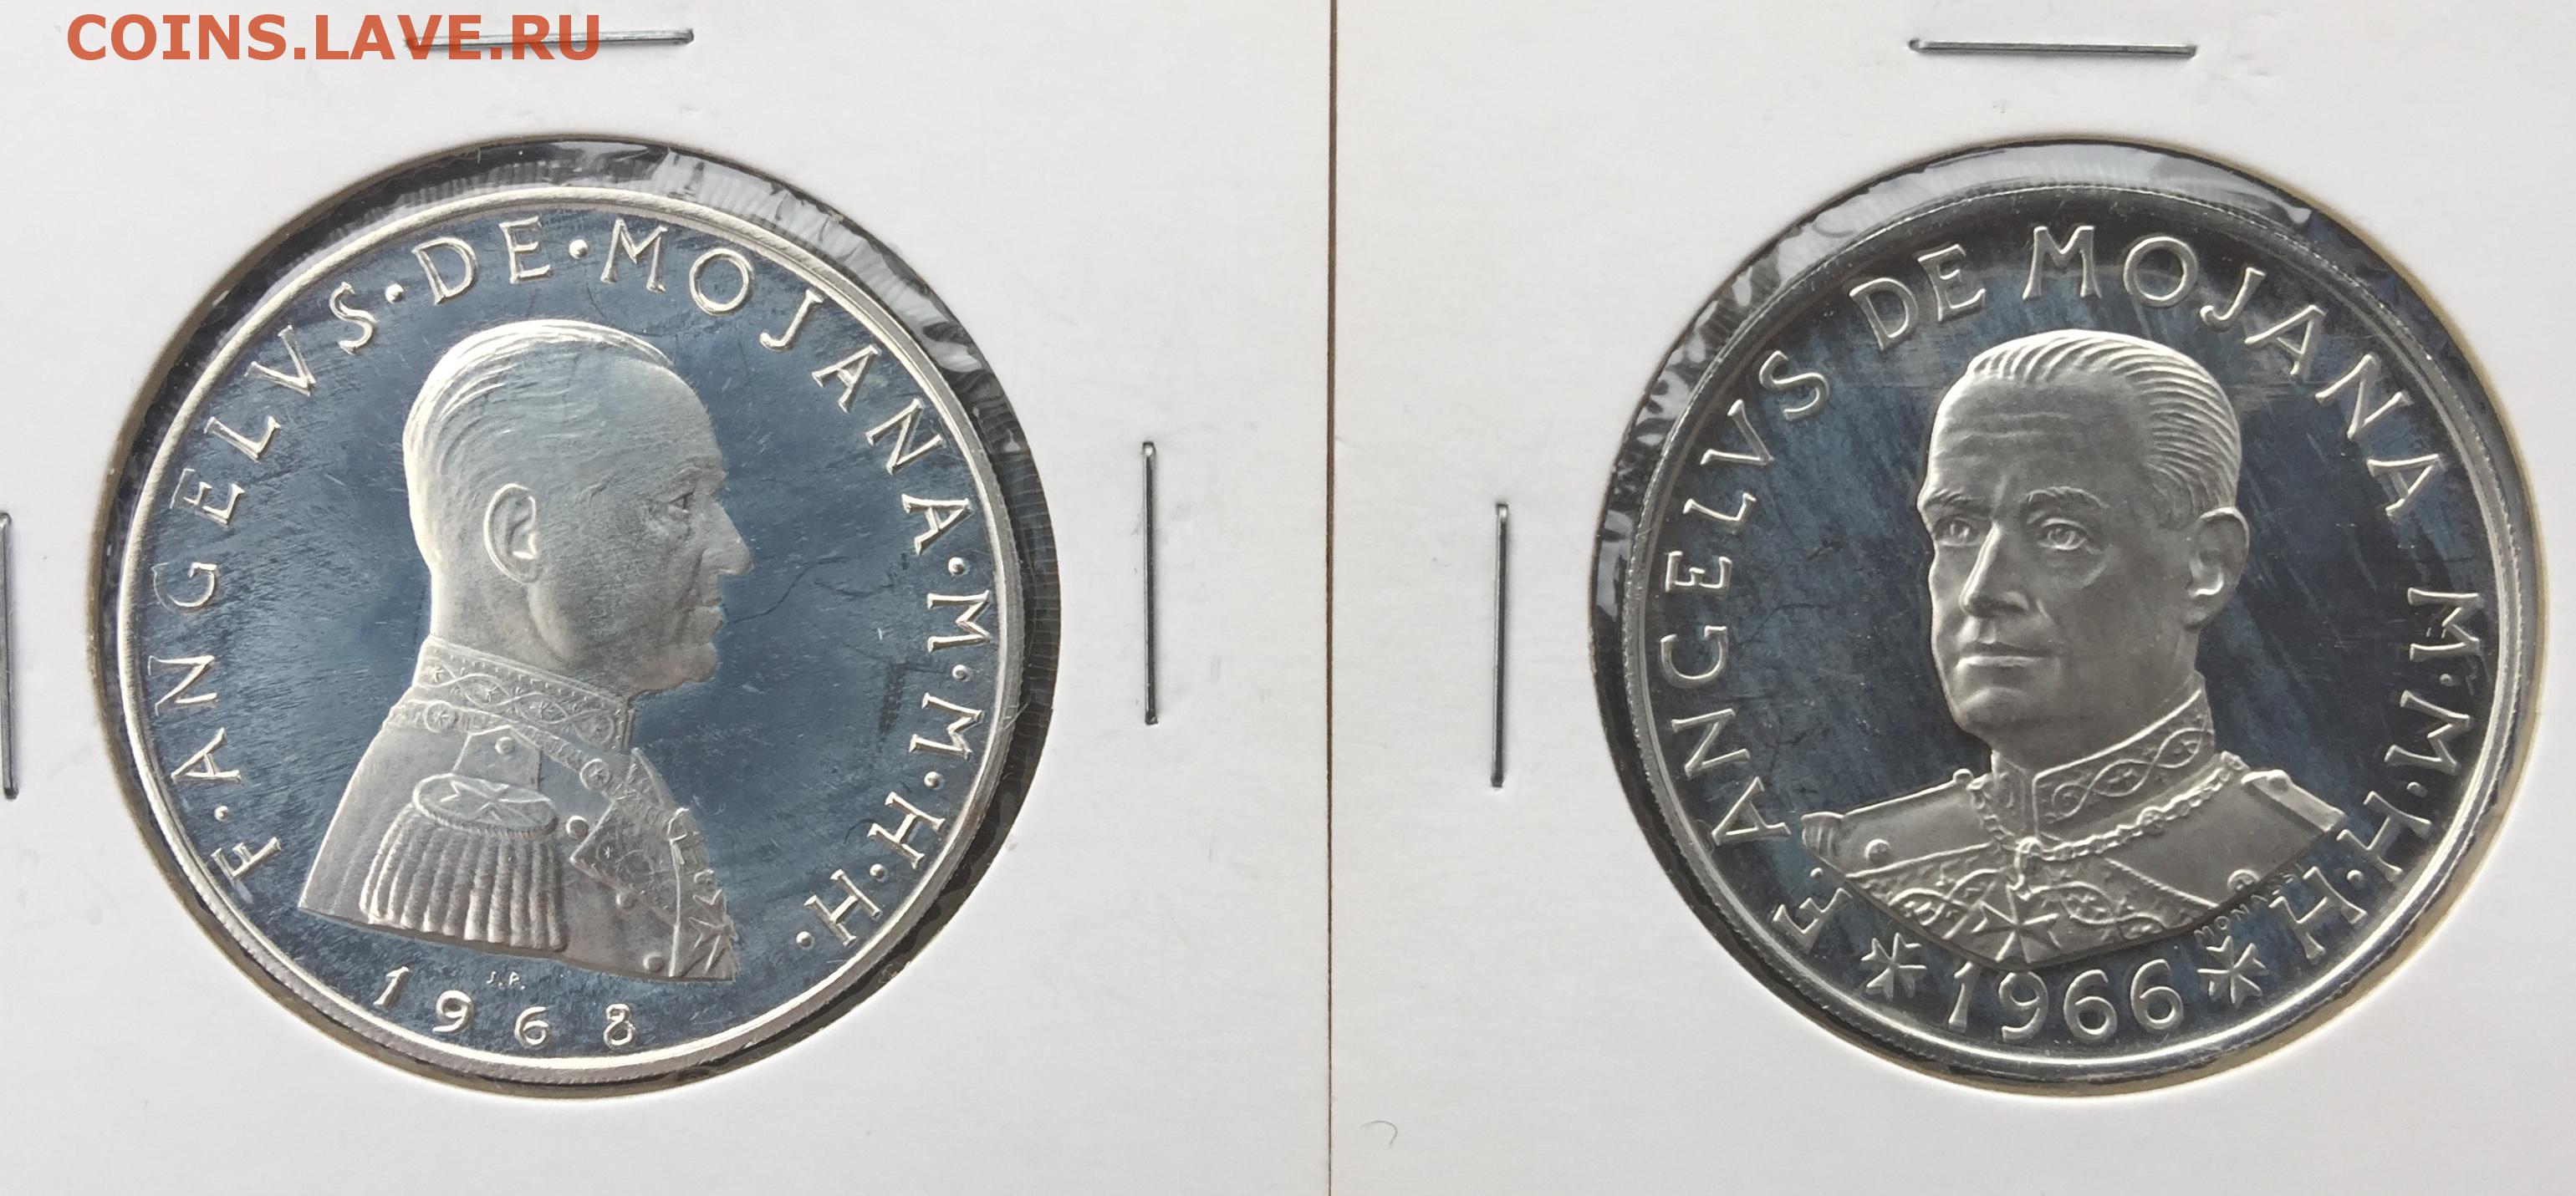 COINS.LAVE.RU
F·ANGELVS·DE·MOJANA·M·M·H·H·
J.P.
1968
F·ANGELVS DE MOJANA M·M·H·H·
1966